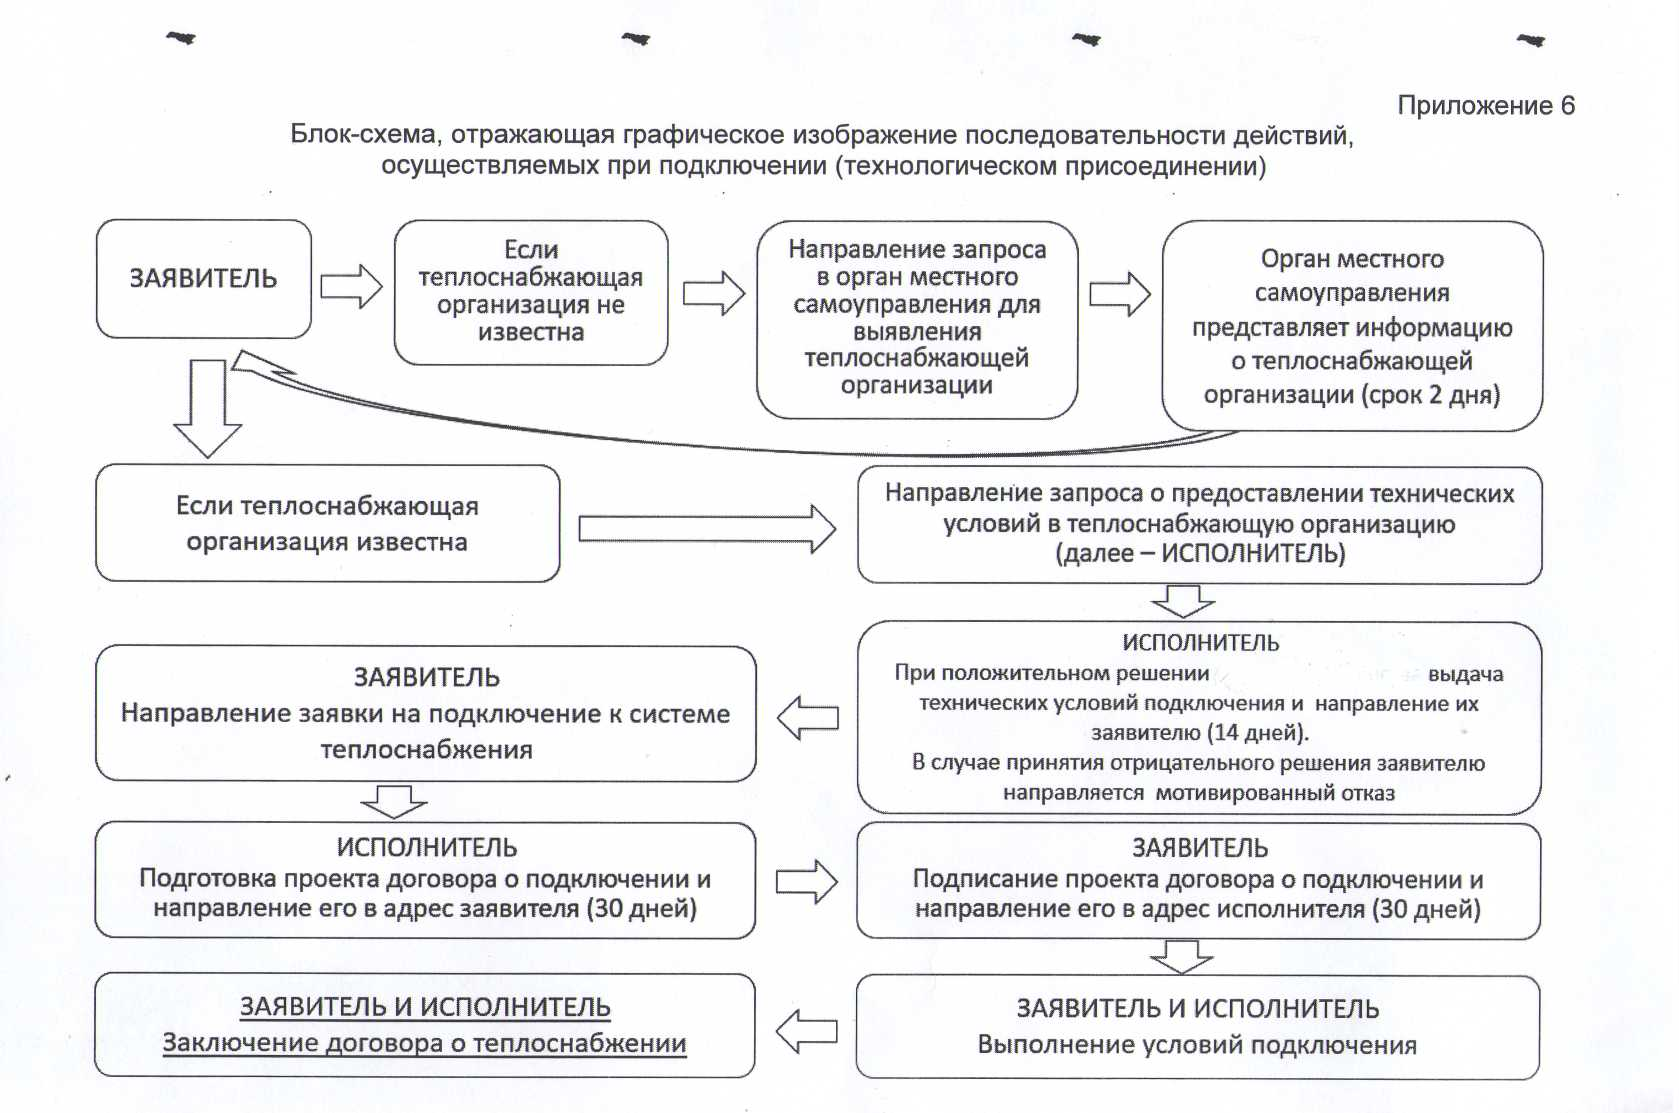 Приложение 6
Блок-схема, отражающая графическое изображение последовательности действий,
осуществляемых при подключении (технологическом присоединении)
ЗАЯВИТЕЛЬ
Если
теплоснабжающая
организация не
известна
Направление запроса
в орган местного
самоуправления для
выявления
теплоснабжающей
организации
Орган местного
самоуправления
представляет информацию
о теплоснабжающей
организации (срок 2 дня)
Если теплоснабжающая
организация известна
Направление запроса о предоставлении технических
условий в теплоснабжающую организацию
(далее – ИСПОЛНИТЕЛЬ)
ИСПОЛНИТЕЛЬ
При положительном решении выдача
технических условий подключения и направление их
заявителю (14 дней).
В случае принятия отрицательного решения заявителю
направляется мотивированный отказ
ЗАЯВИТЕЛЬ
Направление заявки на подключение к системе
теплоснабжения
ИСПОЛНИТЕЛЬ
Подготовка проекта договора о подключении и
направление его в адрес заявителя (30 дней)
ЗАЯВИТЕЛЬ
Подписание проекта договора о подключении и
направление его в адрес исполнителя (30 дней)
ЗАЯВИТЕЛЬ И ИСПОЛНИТЕЛЬ
Выполнение условий подключения
ЗАЯВИТЕЛЬ И ИСПОЛНИТЕЛЬ
Заключение договора о теплоснабжении